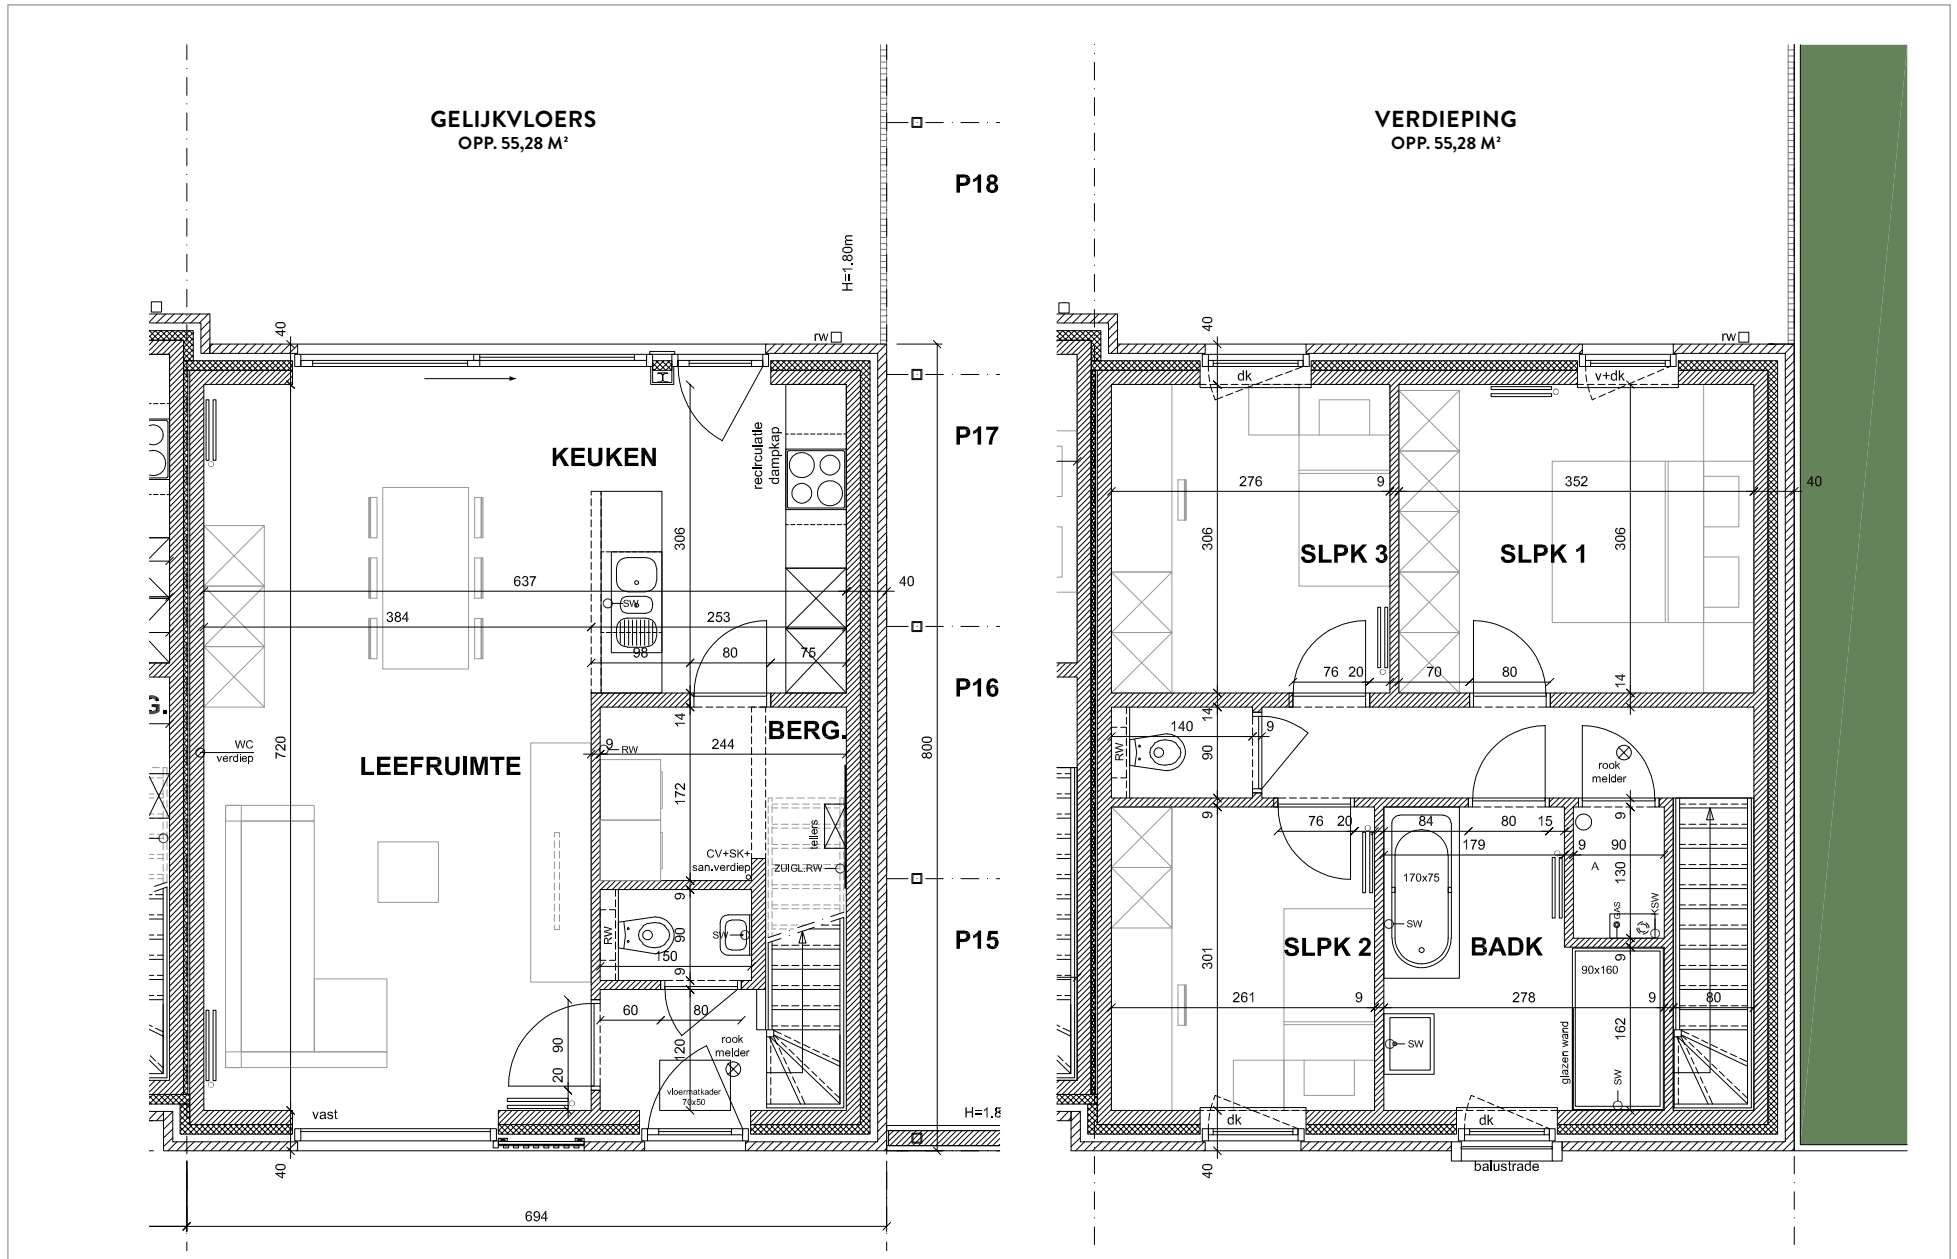 GELIJKVLOERS
OPP. 55,28 M²
VERDIEPING
OPP. 55,28 M²
P18
H=1.80m
40
rw
40
rw
dk
v+dk
KEUKEN
recirculatie
dampkap
P17
276
9
352
40
306
306
306
SLPK 3
SLPK 1
637
40
SW
384
253
P16
98
80
75
76
20
70
80
14
G.
14
BERG.
14
140
9
WC
verdiep
720
9
RW
244
800
RW
90
rook
melder
LEEFRUIMTE
172
tellers
9
76
20
84
80
15
9
CV+SK+
san.verdiep
ZUIGL.RW
179
9
90
170x75
A
130
9
RW
90
SW
150
9
P15
SW
GAS
KSW
301
SLPK 2
BADK
9
90x160
261
9
278
9
80
60
80
90
120
rook
melder
20
vloermatkader
70x50
SW
glazen wand
162
SW
vast
H=1.8
dk
dk
balustrade
40
40
694